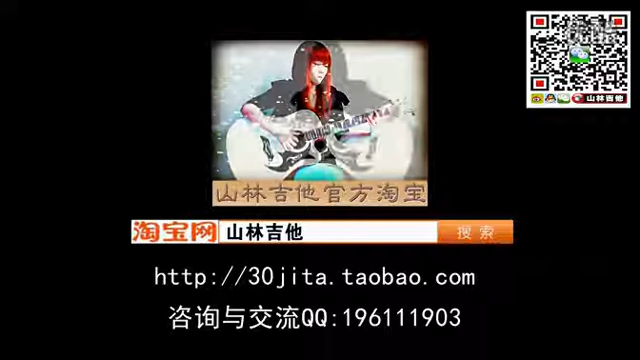 山林吉他
山林吉他官方淘宝
淘宝网 山林吉他 搜索
http://30jita.taobao.com
咨询与交流QQ:196111903